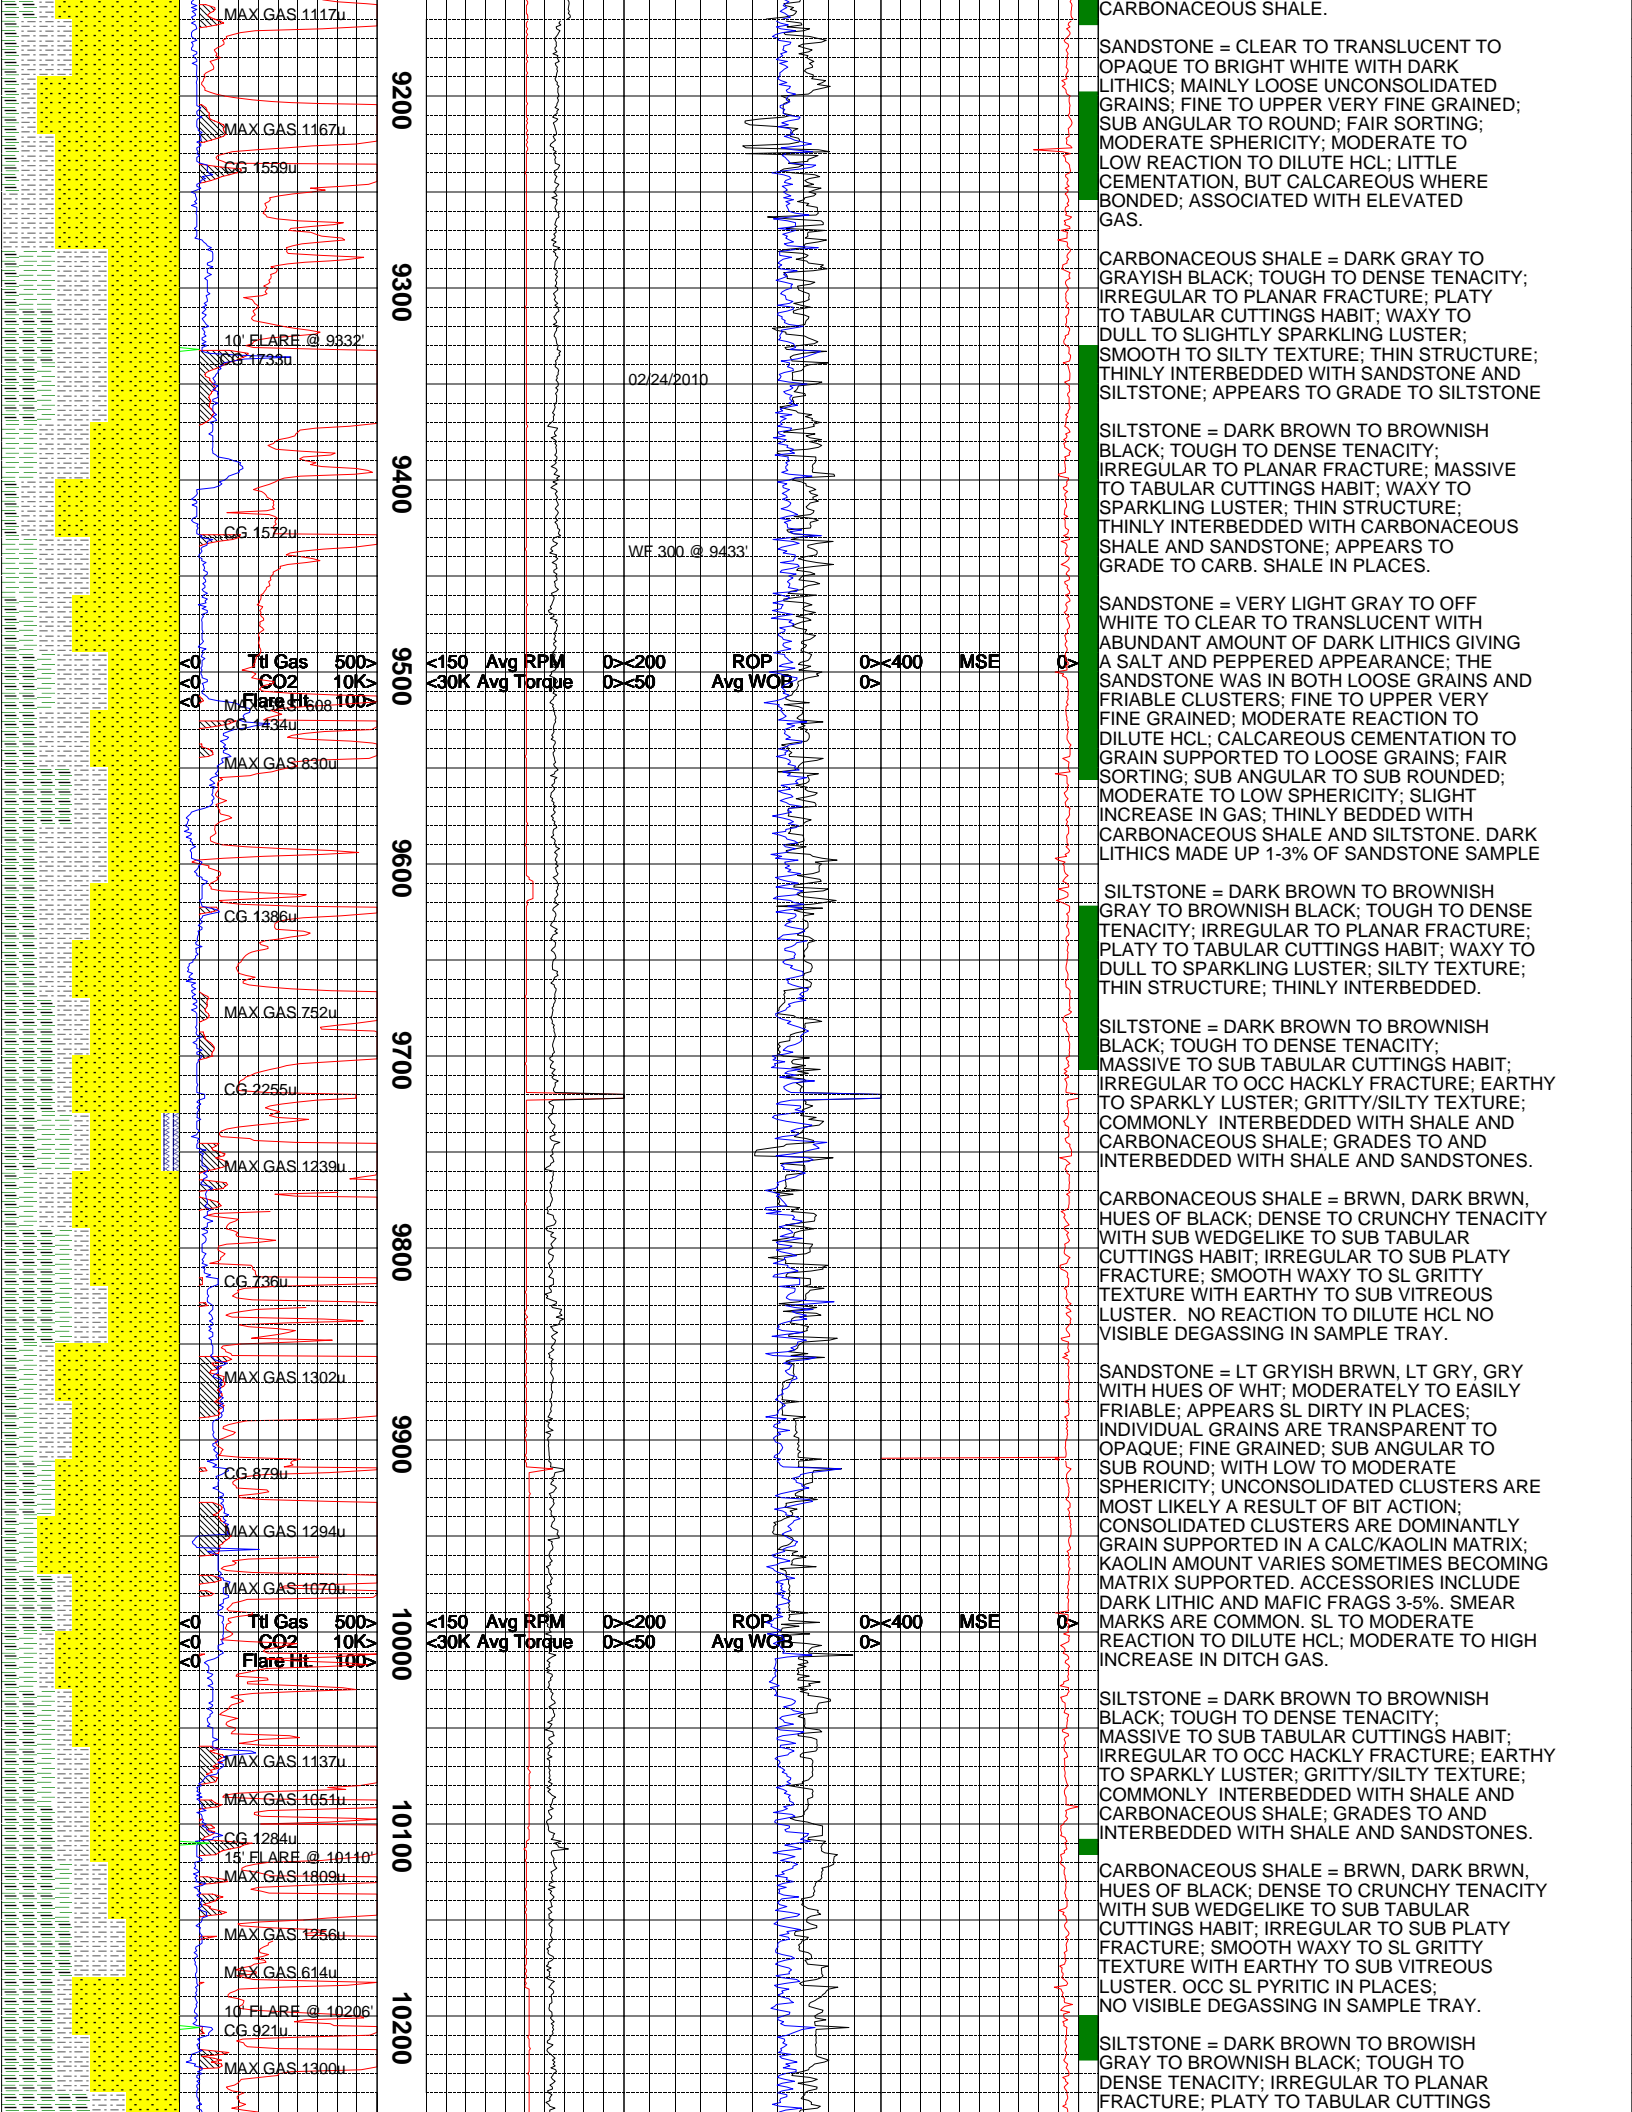 MAX GAS 1117u
9200
MAX GAS 1167u
CG 1559u
9300
10' FLARE @ 9332'
CG 1733u
02/24/2010
9400
CG 1572u
WF 300 @ 9433'
<0 Ttl Gas 500> <150 Avg RPM 0><200 ROP 0><400 MSE 0>
<0 CO2 10K> <30K Avg Torque 0><50 Avg WOB 0>
<0 Flare Ht. 100>
9500
MAX GAS 608
CG 1434u
MAX GAS 830u
9600
CG 1386u
MAX GAS 752u
9700
CG 2255u
MAX GAS 1239u
9800
CG 736u
MAX GAS 1302u
9900
CG 879u
MAX GAS 1294u
MAX GAS 1070u
<0 Ttl Gas 500> <150 Avg RPM 0><200 ROP 0><400 MSE 0>
<0 CO2 10K> <30K Avg Torque 0><50 Avg WOB 0>
<0 Flare Ht. 100>
10000
MAX GAS 1137u
MAX GAS 1051u
10100
CG 1284u
15' FLARE @ 10110'
MAX GAS 1809u
MAX GAS 1256u
MAX GAS 614u
10' FLARE @ 10206'
CG 921u
10200
MAX GAS 1300u
CARBONACEOUS SHALE.
SANDSTONE = CLEAR TO TRANSLUCENT TO
OPAQUE TO BRIGHT WHITE WITH DARK
LITHICS; MAINLY LOOSE UNCONSOLIDATED
GRAINS; FINE TO UPPER VERY FINE GRAINED;
SUB ANGULAR TO ROUND; FAIR SORTING;
MODERATE SPHERICITY; MODERATE TO
LOW REACTION TO DILUTE HCL; LITTLE
CEMENTATION, BUT CALCAREOUS WHERE
BONDED; ASSOCIATED WITH ELEVATED
GAS.
CARBONACEOUS SHALE = DARK GRAY TO
GRAYISH BLACK; TOUGH TO DENSE TENACITY;
IRREGULAR TO PLANAR FRACTURE; PLATY
TO TABULAR CUTTINGS HABIT; WAXY TO
DULL TO SLIGHTLY SPARKLING LUSTER;
SMOOTH TO SILTY TEXTURE; THIN STRUCTURE;
THINLY INTERBEDDED WITH SANDSTONE AND
SILTSTONE; APPEARS TO GRADE TO SILTSTONE
SILTSTONE = DARK BROWN TO BROWNISH
BLACK; TOUGH TO DENSE TENACITY;
IRREGULAR TO PLANAR FRACTURE; MASSIVE
TO TABULAR CUTTINGS HABIT; WAXY TO
SPARKLING LUSTER; THIN STRUCTURE;
THINLY INTERBEDDED WITH CARBONACEOUS
SHALE AND SANDSTONE; APPEARS TO
GRADE TO CARB. SHALE IN PLACES.
SANDSTONE = VERY LIGHT GRAY TO OFF
WHITE TO CLEAR TO TRANSLUCENT WITH
ABUNDANT AMOUNT OF DARK LITHICS GIVING
A SALT AND PEPPERED APPEARANCE; THE
SANDSTONE WAS IN BOTH LOOSE GRAINS AND
FRIABLE CLUSTERS; FINE TO UPPER VERY
FINE GRAINED; MODERATE REACTION TO
DILUTE HCL; CALCAREOUS CEMENTATION TO
GRAIN SUPPORTED TO LOOSE GRAINS; FAIR
SORTING; SUB ANGULAR TO SUB ROUNDED;
MODERATE TO LOW SPHERICITY; SLIGHT
INCREASE IN GAS; THINLY BEDDED WITH
CARBONACEOUS SHALE AND SILTSTONE. DARK
LITHICS MADE UP 1-3% OF SANDSTONE SAMPLE
SILTSTONE = DARK BROWN TO BROWNISH
GRAY TO BROWNISH BLACK; TOUGH TO DENSE
TENACITY; IRREGULAR TO PLANAR FRACTURE;
PLATY TO TABULAR CUTTINGS HABIT; WAXY TO
DULL TO SPARKLING LUSTER; SILTY TEXTURE;
THIN STRUCTURE; THINLY INTERBEDDED.
SILTSTONE = DARK BROWN TO BROWNISH
BLACK; TOUGH TO DENSE TENACITY;
MASSIVE TO SUB TABULAR CUTTINGS HABIT;
IRREGULAR TO OCC HACKLY FRACTURE; EARTHY
TO SPARKLY LUSTER; GRITTY/SILTY TEXTURE;
COMMONLY INTERBEDDED WITH SHALE AND
CARBONACEOUS SHALE; GRADES TO AND
INTERBEDDED WITH SHALE AND SANDSTONES.
CARBONACEOUS SHALE = BRWN, DARK BRWN,
HUES OF BLACK; DENSE TO CRUNCHY TENACITY
WITH SUB WEDGELIKE TO SUB TABULAR
CUTTINGS HABIT; IRREGULAR TO SUB PLATY
FRACTURE; SMOOTH WAXY TO SL GRITTY
TEXTURE WITH EARTHY TO SUB VITREOUS
LUSTER. NO REACTION TO DILUTE HCL NO
VISIBLE DEGASSING IN SAMPLE TRAY.
SANDSTONE = LT GRYISH BRWN, LT GRY, GRY
WITH HUES OF WHT; MODERATELY TO EASILY
FRIABLE; APPEARS SL DIRTY IN PLACES;
INDIVIDUAL GRAINS ARE TRANSPARENT TO
OPAQUE; FINE GRAINED; SUB ANGULAR TO
SUB ROUND; WITH LOW TO MODERATE
SPHERICITY; UNCONSOLIDATED CLUSTERS ARE
MOST LIKELY A RESULT OF BIT ACTION;
CONSOLIDATED CLUSTERS ARE DOMINANTLY
GRAIN SUPPORTED IN A CALC/KAOLIN MATRIX;
KAOLIN AMOUNT VARIES SOMETIMES BECOMING
MATRIX SUPPORTED. ACCESSORIES INCLUDE
DARK LITHIC AND MAFIC FRAGS 3-5%. SMEAR
MARKS ARE COMMON. SL TO MODERATE
REACTION TO DILUTE HCL; MODERATE TO HIGH
INCREASE IN DITCH GAS.
SILTSTONE = DARK BROWN TO BROWNISH
BLACK; TOUGH TO DENSE TENACITY;
MASSIVE TO SUB TABULAR CUTTINGS HABIT;
IRREGULAR TO OCC HACKLY FRACTURE; EARTHY
TO SPARKLY LUSTER; GRITTY/SILTY TEXTURE;
COMMONLY INTERBEDDED WITH SHALE AND
CARBONACEOUS SHALE; GRADES TO AND
INTERBEDDED WITH SHALE AND SANDSTONES.
CARBONACEOUS SHALE = BRWN, DARK BRWN,
HUES OF BLACK; DENSE TO CRUNCHY TENACITY
WITH SUB WEDGELIKE TO SUB TABULAR
CUTTINGS HABIT; IRREGULAR TO SUB PLATY
FRACTURE; SMOOTH WAXY TO SL GRITTY
TEXTURE WITH EARTHY TO SUB VITREOUS
LUSTER. OCC SL PYRITIC IN PLACES;
NO VISIBLE DEGASSING IN SAMPLE TRAY.
SILTSTONE = DARK BROWN TO BROWISH
GRAY TO BROWNISH BLACK; TOUGH TO
DENSE TENACITY; IRREGULAR TO PLANAR
FRACTURE; PLATY TO TABULAR CUTTINGS